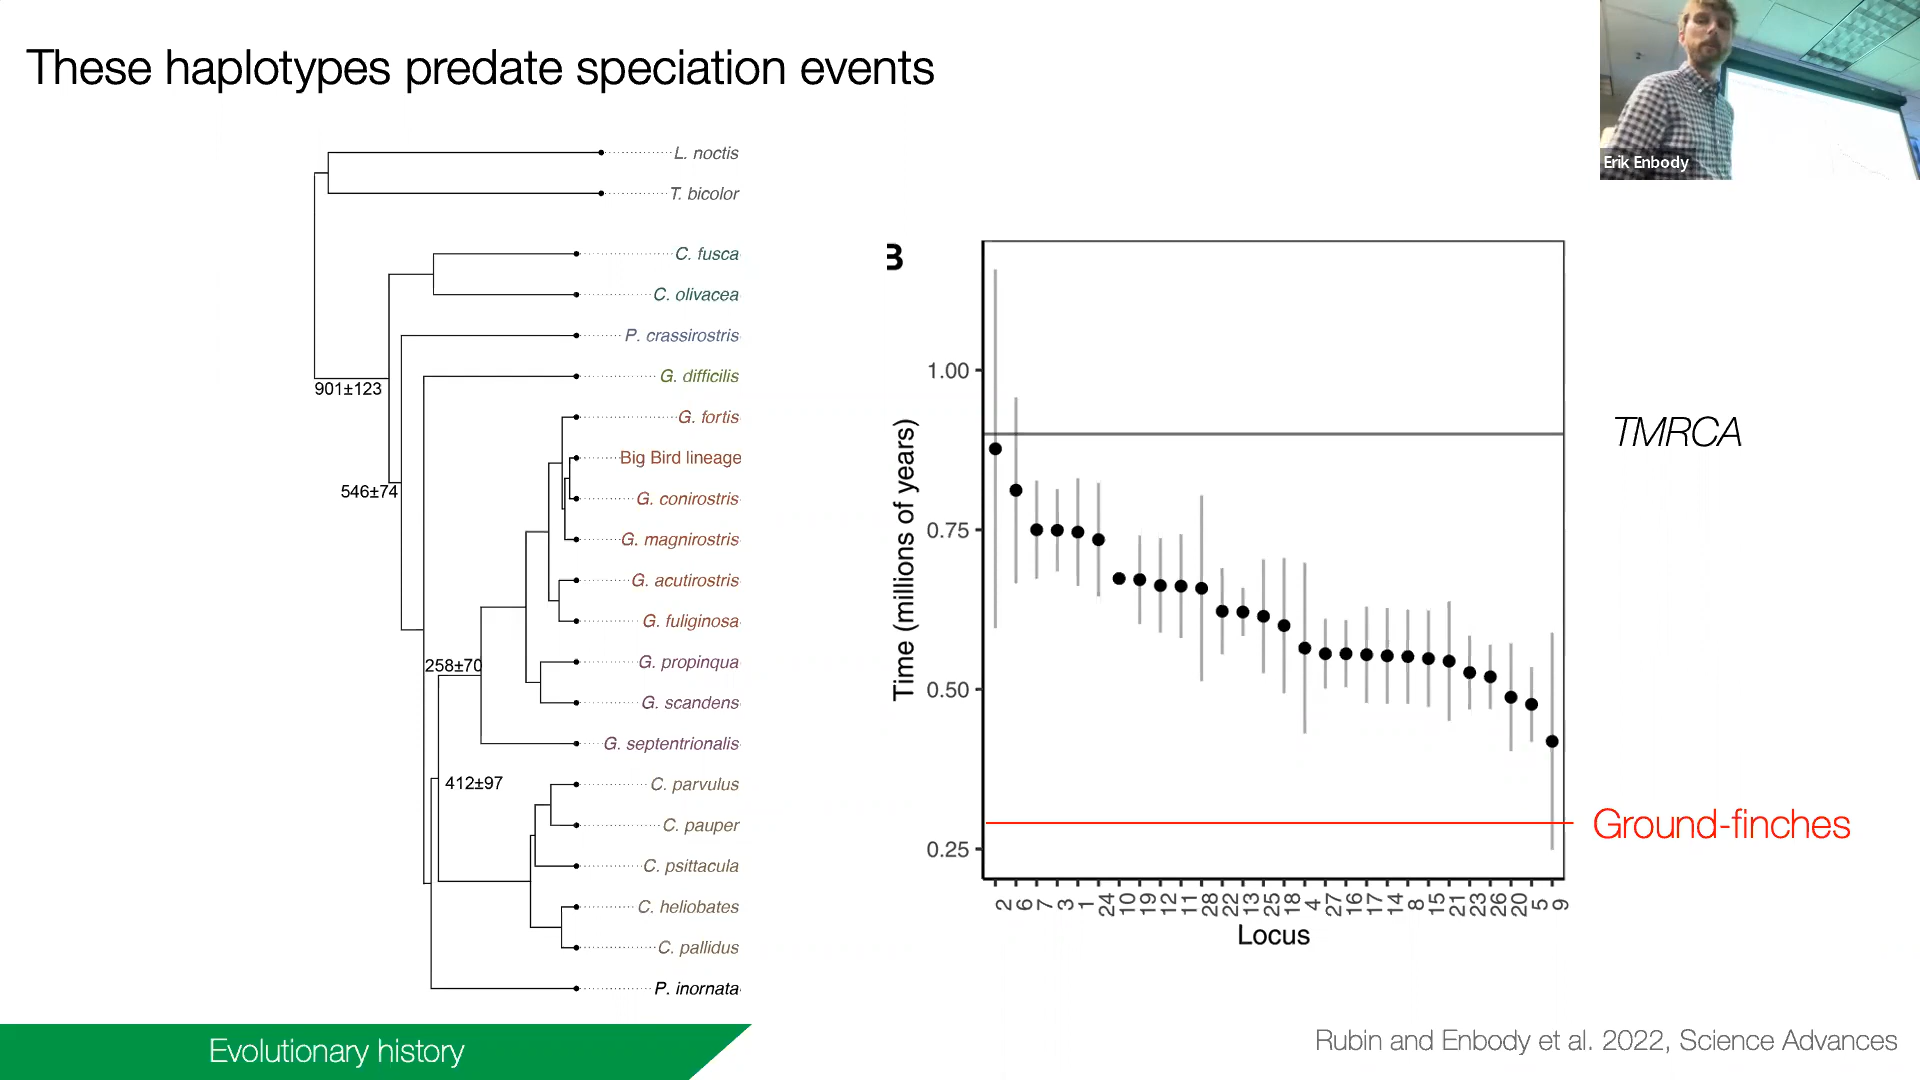 These haplotypes predate speciation events
Erik Enbody
L. noctis
T. bicolor
C. fusca
C. olivacea
P. crassirostris
G. difficilis
901±123
G. fortis
Big Bird lineage
546±74
G. conirostris
G. magnirostris
G. acutirostris
G. fuliginosa
258±70
G. propinqua
G. scandens
G. septentrionalis
412±97
C. parvulus
C. pauper
C. psittacula
C. heliobates
C. pallidus
P. inornata
B
Time (millions of years)
1.00
0.75
0.50
0.25
TMRCA
Ground-finches
2 6 7 3 1 24 10 19 12 11 28 22 13 25 18 4 27 16 17 14 8 15 21 23 26 20 5 9
Locus
Evolutionary history
Rubin and Enbody et al. 2022, Science Advances